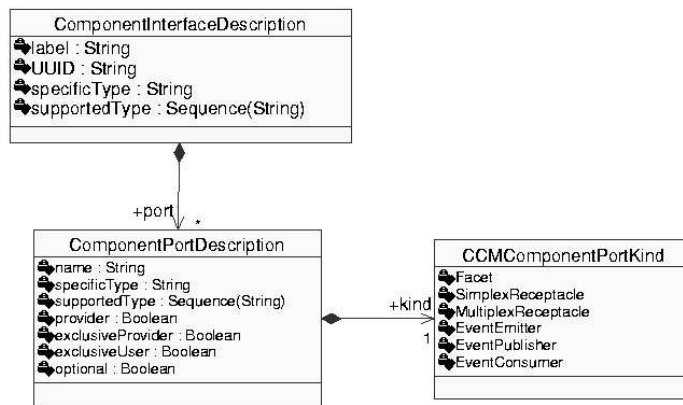 ComponentInterfaceDescription
label : String
UUID : String
specificType : String
supportedType : Sequence(String)
+port
*
ComponentPortDescription
name : String
specificType : String
supportedType : Sequence(String)
provider : Boolean
exclusiveProvider : Boolean
exclusiveUser : Boolean
optional : Boolean
+kind
1
CCMComponentPortKind
Facet
SimplexReceptacle
MultiplexReceptacle
EventEmitter
EventPublisher
EventConsumer